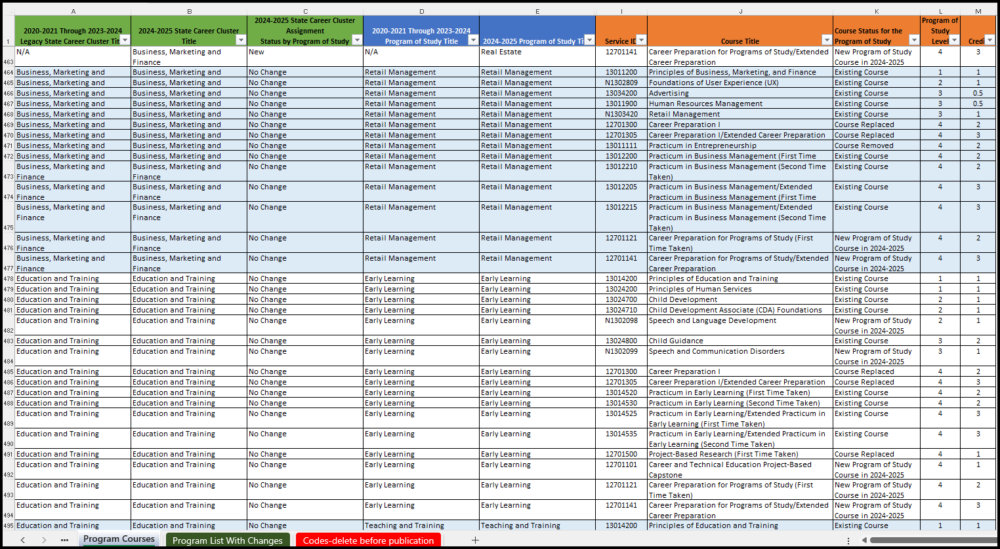 A B C D E I J K L M
1
2020-2021 Through 2023-2024
Legacy State Career Cluster Tit
2024-2025 State Career Cluster
Title
2024-2025 State Career Cluster
Assignment
Status by Program of Study
2020-2021 Through 2023-2024
Program of Study Title
2024-2025 Program of Study Ti
Service ID
Course Title
Course Status for the
Program of Study
Program of
Study
Level
Credi
N/A Business, Marketing and New N/A Real Estate 12701141 Career Preparation for Programs of Study/Extended New Program of Study 4 3
463 Finance Career Preparation Course in 2024-2025
464 Business, Marketing and Business, Marketing and No Change Retail Management Retail Management 13011200 Principles of Business, Marketing, and Finance Existing Course 1 1
465 Business, Marketing and Business, Marketing and No Change Retail Management Retail Management N1302809 Foundations of User Experience (UX) Existing Course 2 1
466 Business, Marketing and Business, Marketing and No Change Retail Management Retail Management 13034200 Advertising Existing Course 3 0.5
467 Business, Marketing and Business, Marketing and No Change Retail Management Retail Management 13011900 Human Resources Management Existing Course 3 0.5
468 Business, Marketing and Business, Marketing and No Change Retail Management Retail Management N1303420 Retail Management Existing Course 3 1
469 Business, Marketing and Business, Marketing and No Change Retail Management Retail Management 12701300 Career Preparation I Course Replaced 4 2
470 Business, Marketing and Business, Marketing and No Change Retail Management Retail Management 12701305 Career Preparation I/Extended Career Preparation Course Replaced 4 3
471 Business, Marketing and Business, Marketing and No Change Retail Management Retail Management 13011111 Practicum in Entrepreneurship Course Removed 4 2
472 Business, Marketing and Business, Marketing and No Change Retail Management Retail Management 13012200 Practicum in Business Management (First Time Existing Course 4 2
Business, Marketing and Business, Marketing and No Change Retail Management Retail Management 13012210 Practicum in Business Management (Second Time Existing Course 4 2
473 Finance Finance Taken)
Business, Marketing and Business, Marketing and No Change Retail Management Retail Management 13012205 Practicum in Business Management/Extended Existing Course 4 3
474 Finance Finance Practicum in Business Management (First Time
Business, Marketing and Business, Marketing and No Change Retail Management Retail Management 13012215 Practicum in Business Management/Extended Existing Course 4 3
Finance Finance Practicum in Business Management (Second Time
475 Taken)
Business, Marketing and Business, Marketing and No Change Retail Management Retail Management 12701121 Career Preparation for Programs of Study (First New Program of Study 4 2
476 Finance Finance Time Taken) Course in 2024-2025
Business, Marketing and Business, Marketing and No Change Retail Management Retail Management 12701141 Career Preparation for Programs of Study/Extended New Program of Study 4 3
477 Finance Finance Career Preparation Course in 2024-2025
478 Education and Training Education and Training No Change Early Learning Early Learning 13014200 Principles of Education and Training Existing Course 1 1
479 Education and Training Education and Training No Change Early Learning Early Learning 13024200 Principles of Human Services Existing Course 1 1
480 Education and Training Education and Training No Change Early Learning Early Learning 13024700 Child Development Existing Course 2 1
481 Education and Training Education and Training No Change Early Learning Early Learning 13024710 Child Development Associate (CDA) Foundations Existing Course 2 1
Education and Training Education and Training No Change Early Learning Early Learning N1302098 Speech and Language Development New Program of Study 2 1
482 Course in 2024-2025
483 Education and Training Education and Training No Change Early Learning Early Learning 13024800 Child Guidance Existing Course 3 2
Education and Training Education and Training No Change Early Learning Early Learning N1302099 Speech and Communication Disorders New Program of Study 3 1
484 Course in 2024-2025
485 Education and Training Education and Training No Change Early Learning Early Learning 12701300 Career Preparation I Course Replaced 4 2
486 Education and Training Education and Training No Change Early Learning Early Learning 12701305 Career Preparation I/Extended Career Preparation Course Replaced 4 3
487 Education and Training Education and Training No Change Early Learning Early Learning 13014520 Practicum in Early Learning (First Time Taken) Existing Course 4 2
488 Education and Training Education and Training No Change Early Learning Early Learning 13014530 Practicum in Early Learning (Second Time Taken) Existing Course 4 2
Education and Training Education and Training No Change Early Learning Early Learning 13014525 Practicum in Early Learning/Extended Practicum in Existing Course 4 3
489 Early Learning (First Time Taken)
Education and Training Education and Training No Change Early Learning Early Learning 13014535 Practicum in Early Learning/Extended Practicum in Existing Course 4 3
490 Early Learning (Second Time Taken)
491 Education and Training Education and Training No Change Early Learning Early Learning 12701500 Project-Based Research (First Time Taken) Course Replaced 4 1
Education and Training Education and Training No Change Early Learning Early Learning 12701101 Career and Technical Education Project-Based New Program of Study 4 1
492 Capstone Course in 2024-2025
Education and Training Education and Training No Change Early Learning Early Learning 12701121 Career Preparation for Programs of Study (First New Program of Study 4 2
493 Time Taken) Course in 2024-2025
Education and Training Education and Training No Change Early Learning Early Learning 12701141 Career Preparation for Programs of Study/Extended New Program of Study 4 3
494 Career Preparation Course in 2024-2025
495 Education and Training Education and Training No Change Teaching and Training Teaching and Training 13014200 Principles of Education and Training Existing Course 1 1
Program Courses Program List With Changes Codes-delete before publication